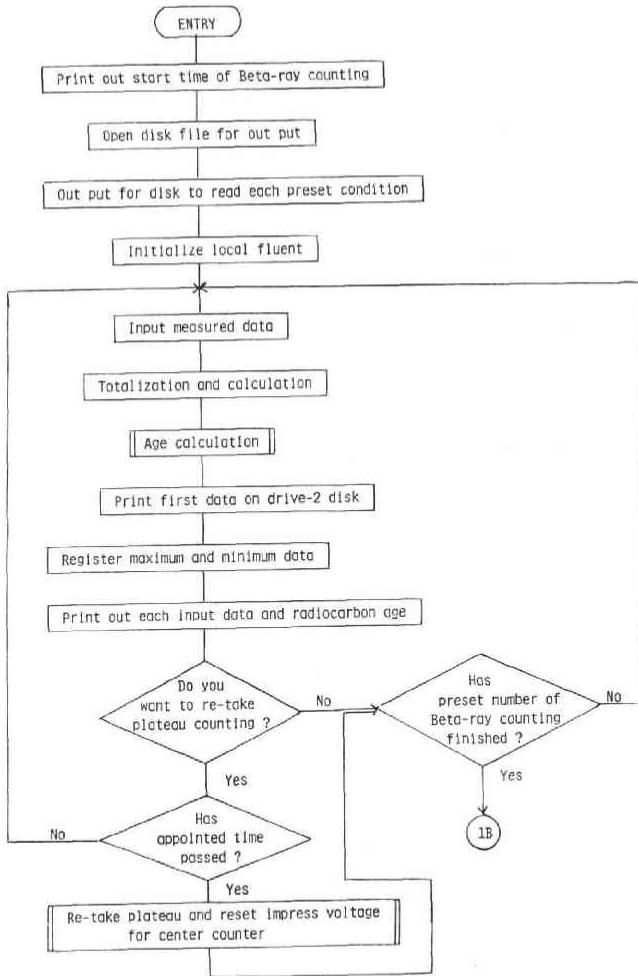 ENTRY
Print out start time of Beta-ray counting
Open disk file for out put
Out put for disk to read each preset condition
Initialize local fluent
Input measured data
Totalization and calculation
Age calculation
Print first data on drive-2 disk
Register maximum and minimum data
Print out each input data and radiocarbon age
Do you
want to re-take
plateau counting ?
No
Has
preset number of
Beta-ray counting
finished ?
No
Yes
Yes
1B
Has
appointed time
passed ?
No
Yes
Re-take plateau and reset impress voltage
for center counter